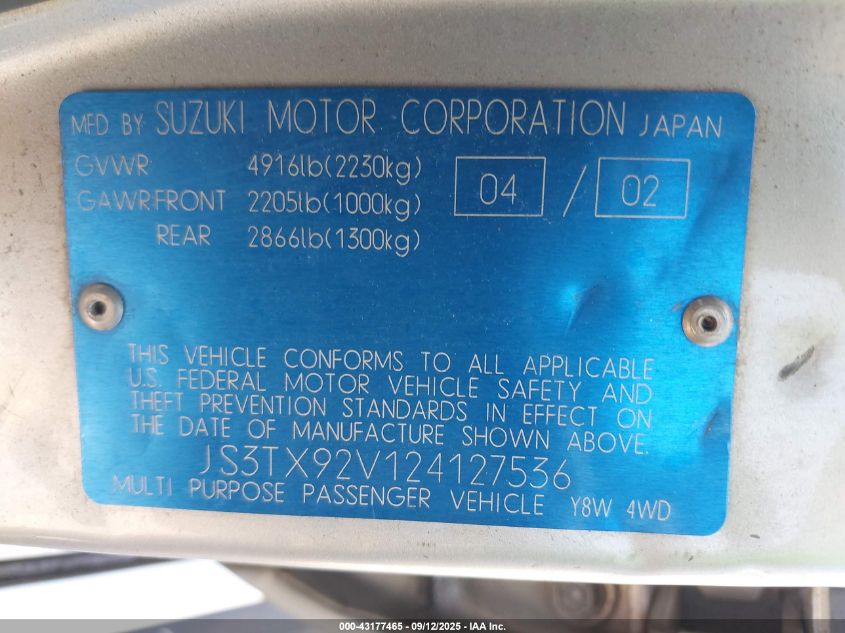 MFD BY SUZUKI MOTOR CORPORATION JAPAN
GVWR 4916lb(2230kg) 04 / 02
GAWR:FRONT 2205lb(1000kg)
REAR 2866lb(1300kg)
THIS VEHICLE CONFORMS TO ALL APPLICABLE
U.S. FEDERAL MOTOR VEHICLE SAFETY AND
THEFT PREVENTION STANDARDS IN EFFECT ON
THE DATE OF MANUFACTURE SHOWN ABOVE.
JS3TX92V124127536
MULTI PURPOSE PASSENGER VEHICLE Y8W 4WD
000-43177465 - 09/12/2025 - IAA Inc.